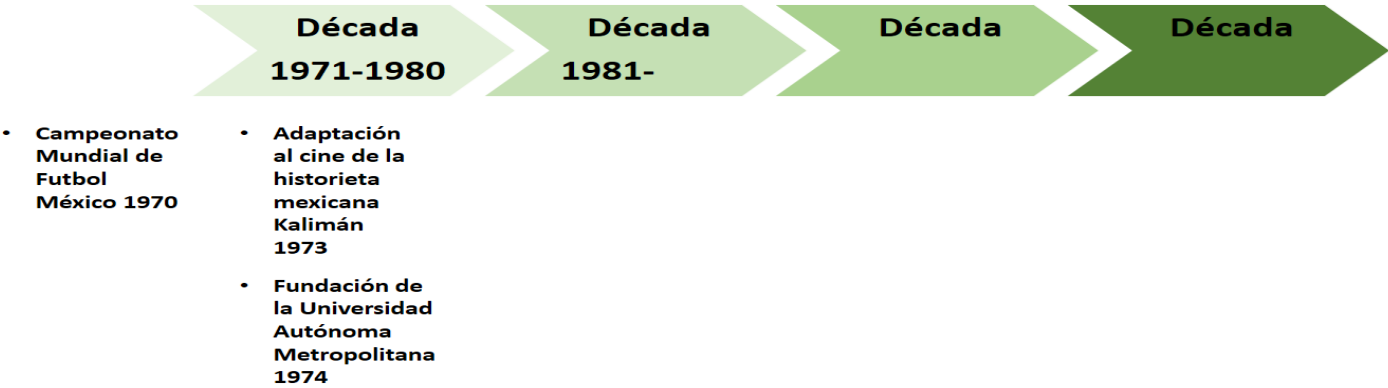 Década
1971-1980
Década
1981-
Década
Década
• Campeonato
Mundial de
Futbol
México 1970
• Adaptación
al cine de la
historieta
mexicana
Kalimán
1973
• Fundación de
la Universidad
Autónoma
Metropolitana
1974